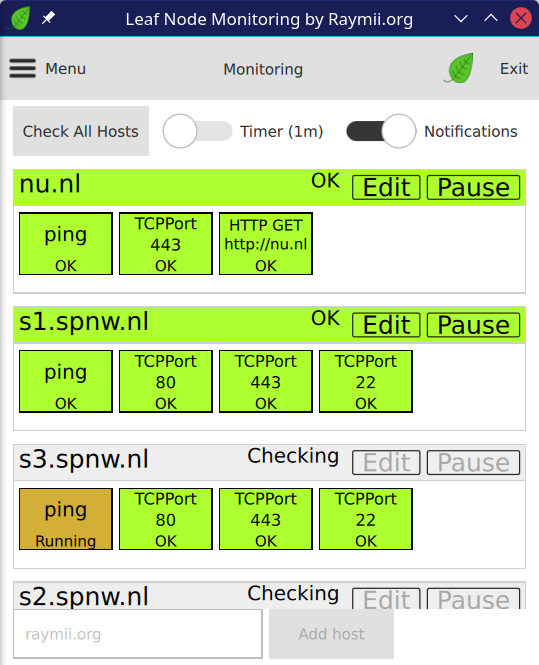 Leaf Node Monitoring by Raymii.org
Menu
Monitoring
Exit
Check All Hosts
Timer (1m)
Notifications
nu.nl
OK
Edit
Pause
ping
OK
TCPPort
443
OK
HTTP GET
http://nu.nl
OK
s1.spnw.nl
OK
Edit
Pause
ping
OK
TCPPort
80
OK
TCPPort
443
OK
TCPPort
22
OK
s3.spnw.nl
Checking
Edit
Pause
ping
Running
TCPPort
80
OK
TCPPort
443
OK
TCPPort
22
OK
s2.spnw.nl
Checking
Edit
Pause
raymii.org
Add host